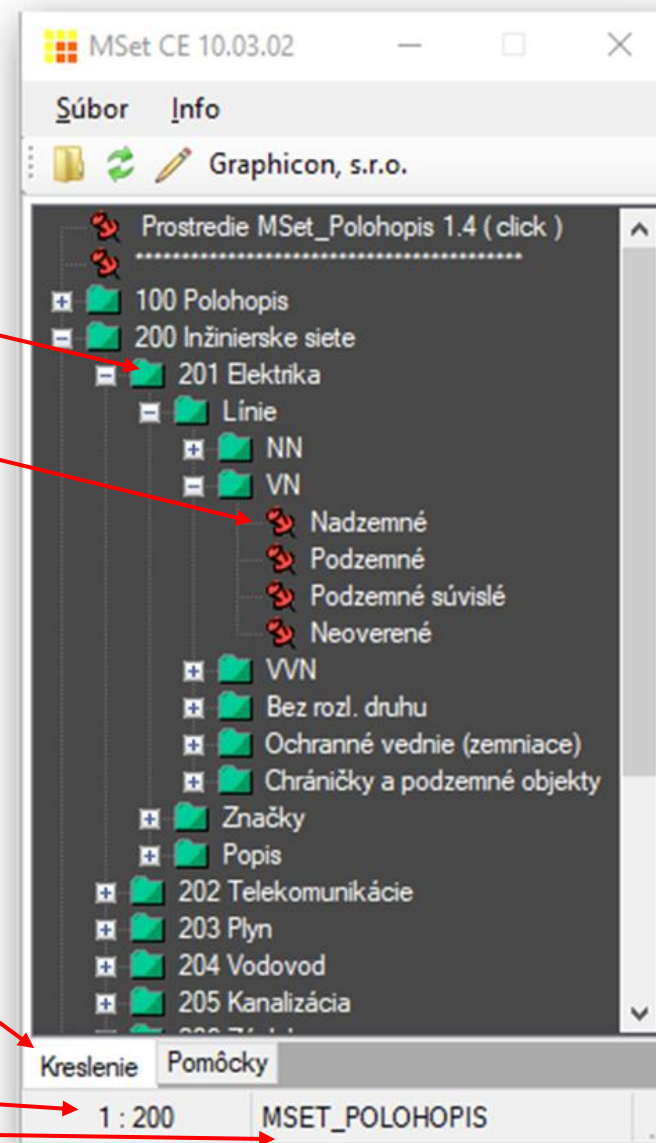 MSet CE 10.03.02
Súbor Info
Graphicon, s.r.o.
Prostredie MSet_Polohopis 1.4 ( click )
******************************************
100 Polohopis
200 Inžinierske siete
201 Elektrika
Línie
NN
VN
Nadzemné
Podzemné
Podzemné súvislé
Neoverené
VVN
Bez rozl. druhu
Ochranné vednie (zemniace)
Chráničky a podzemné objekty
Značky
Popis
202 Telekomunikácie
203 Plyn
204 Vodovod
205 Kanalizácia
Kreslenie Pomôcky
1 : 200 MSET_POLOHOPIS